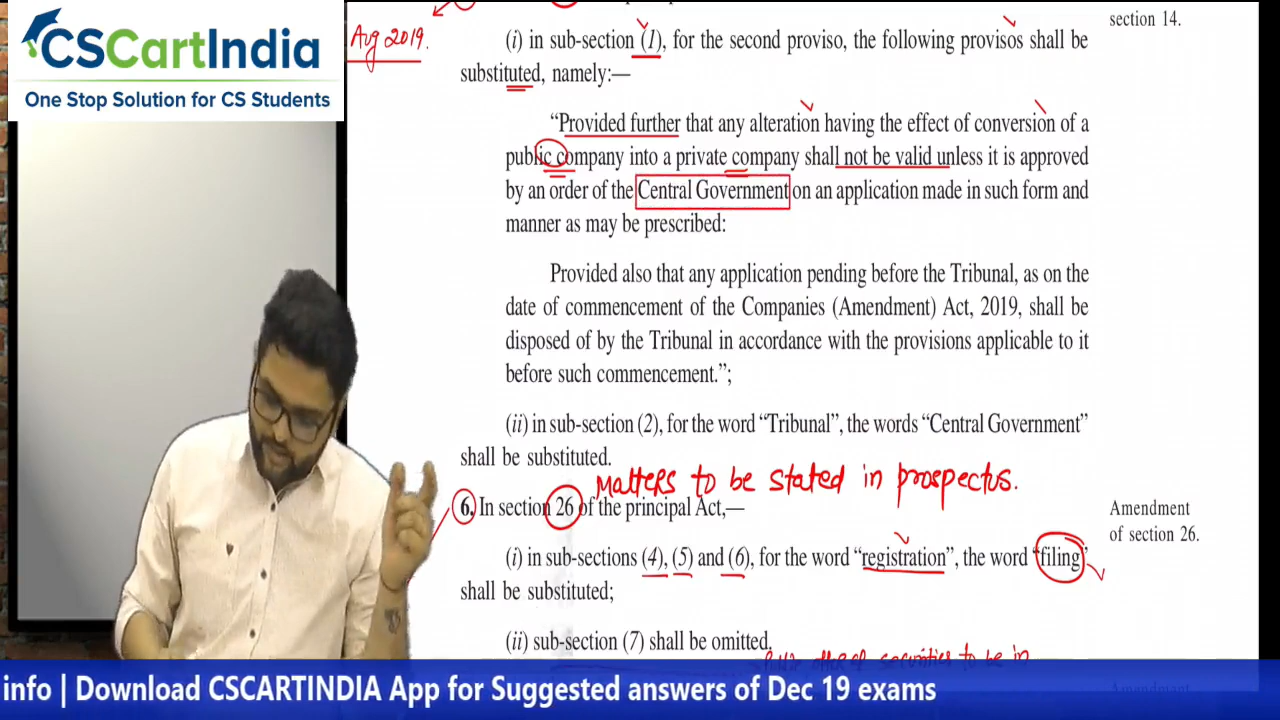 CSCartIndia
One Stop Solution for CS Students
Aug 2019.
section 14.
(i) in sub-section (1), for the second proviso, the following provisos shall be
substituted, namely:—
“Provided further that any alteration having the effect of conversion of a
public company into a private company shall not be valid unless it is approved
by an order of the Central Government on an application made in such form and
manner as may be prescribed:
Provided also that any application pending before the Tribunal, as on the
date of commencement of the Companies (Amendment) Act, 2019, shall be
disposed of by the Tribunal in accordance with the provisions applicable to it
before such commencement.”;
(ii) in sub-section (2), for the word “Tribunal”, the words “Central Government”
shall be substituted.
Matters to be stated in prospectus.
6. In section 26 of the principal Act,—
Amendment
of section 26.
(i) in sub-sections (4), (5) and (6), for the word “registration”, the word “filing”
shall be substituted;
(ii) sub-section (7) shall be omitted.
Public offer of securities to be in
Amendment
info | Download CSCARTINDIA App for Suggested answers of Dec 19 exams